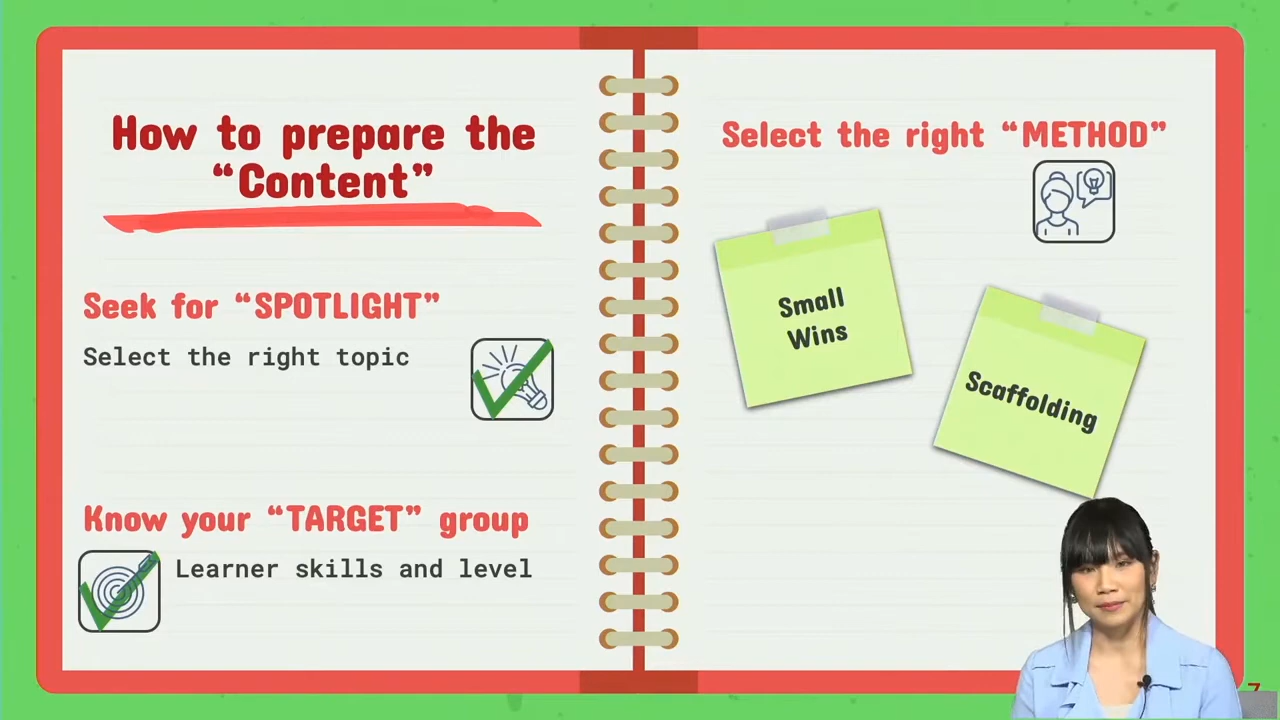 How to prepare the
“Content”
Seek for “SPOTLIGHT”
Select the right topic
Know your “TARGET” group
Learner skills and level
Select the right “METHOD”
Small
Wins
Scaffolding
7